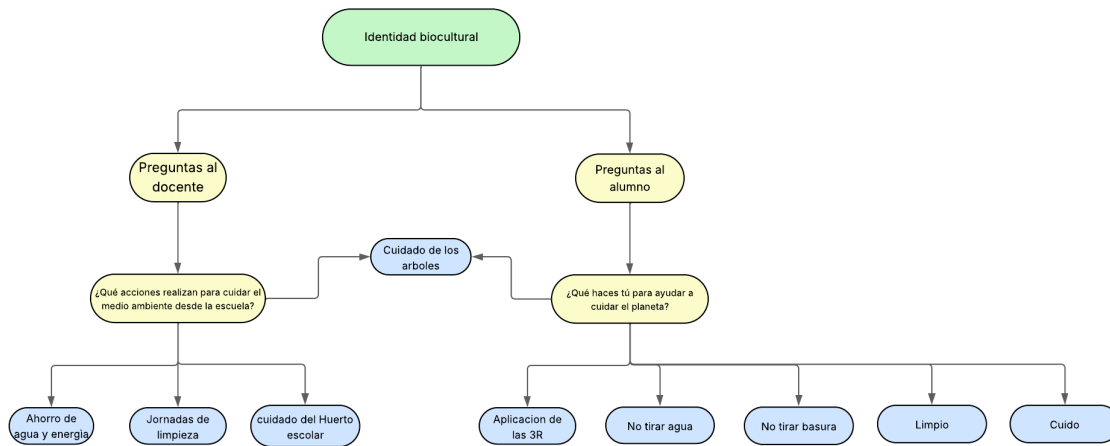 Identidad biocultural
Preguntas al
docente
Preguntas al
alumno
Cuidado de los
arboles
¿Qué acciones realizan para cuidar el
medio ambiente desde la escuela?
¿Qué haces tú para ayudar a
cuidar el planeta?
Ahorro de
agua y energìa
Jornadas de
limpieza
cuidado del Huerto
escolar
Aplicacion de
las 3R
No tirar agua
No tirar basura
Limpio
Cuido